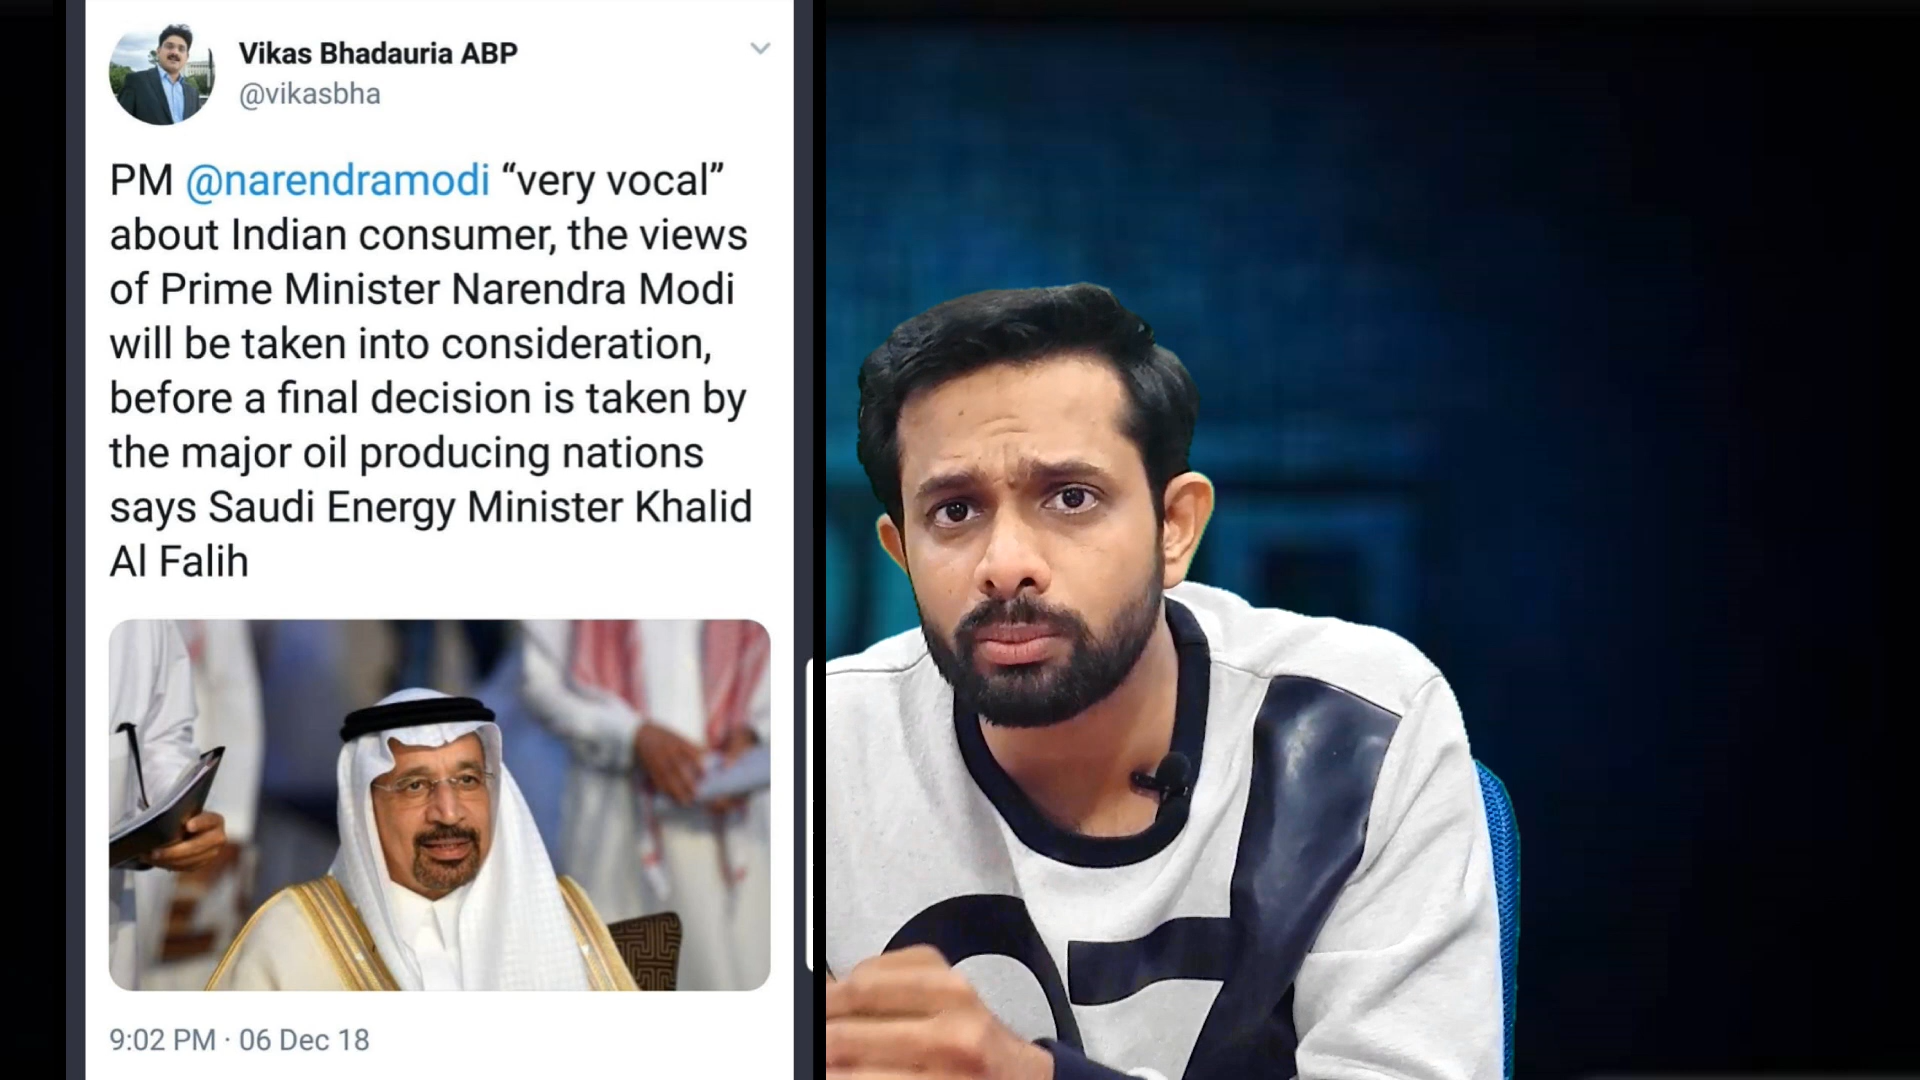 Vikas Bhadauria ABP
@vikasbha
PM @narendramodi “very vocal”
about Indian consumer, the views
of Prime Minister Narendra Modi
will be taken into consideration,
before a final decision is taken by
the major oil producing nations
says Saudi Energy Minister Khalid
Al Falih
9:02 PM · 06 Dec 18
07